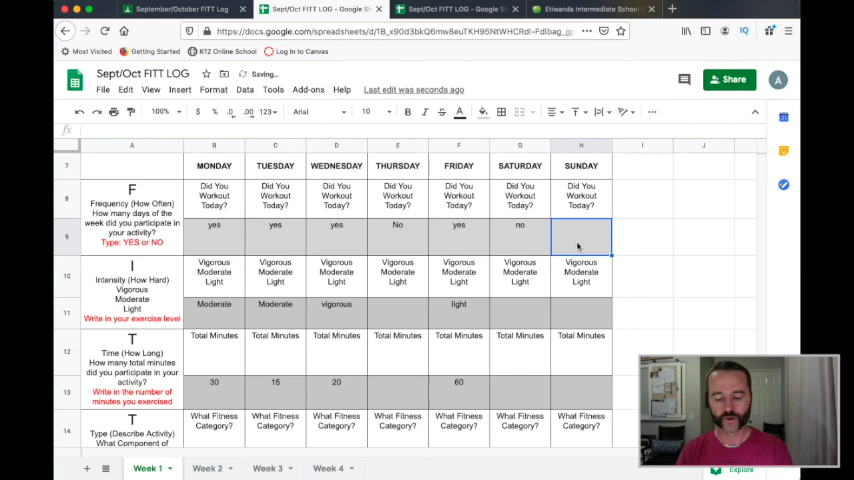 September/October FITT Log
Sept/Oct FITT LOG - Google Sh
Sept/Oct FITT LOG - Google Sh
Etiwanda Intermediate School
https://docs.google.com/spreadsheets/d/1B_x90d3bkQ6mw8euTKH95NtWHCRdl-Fdlbag_
Most Visited
Getting Started
K12 Online School
Log In to Canvas
Sept/Oct FITT LOG
Saving...
File Edit View Insert Format Data Tools Add-ons Help
Last edit was seconds ago
Share
A
100% $ % .0 .00 123 Arial 10 B I S A
fx
A B C D E F G H I J
7 MONDAY TUESDAY WEDNESDAY THURSDAY FRIDAY SATURDAY SUNDAY
8
F
Frequency (How Often)
How many days of the
week did you participate in
your activity?
Type: YES or NO
Did You Did You Did You Did You Did You Did You Did You
Workout Workout Workout Workout Workout Workout Workout
Today? Today? Today? Today? Today? Today? Today?
9 yes yes yes No yes no
10
I
Intensity (How Hard)
Vigorous
Moderate
Light
Write in your exercise level
Vigorous Vigorous Vigorous Vigorous Vigorous Vigorous Vigorous
Moderate Moderate Moderate Moderate Moderate Moderate Moderate
Light Light Light Light Light Light Light
11 Moderate Moderate vigorous light
12
T
Time (How Long)
How many total minutes
did you participate in your
activity?
Write in the number of
minutes you exercised
Total Minutes Total Minutes Total Minutes Total Minutes Total Minutes Total Minutes Total Minutes
13 30 15 20 60
14
T
Type (Describe Activity)
What Component of
What Fitness What Fitness What Fitness What Fitness What Fitness What Fitness What Fitness
Category? Category? Category? Category? Category? Category? Category?
Week 1 Week 2 Week 3 Week 4
Explore